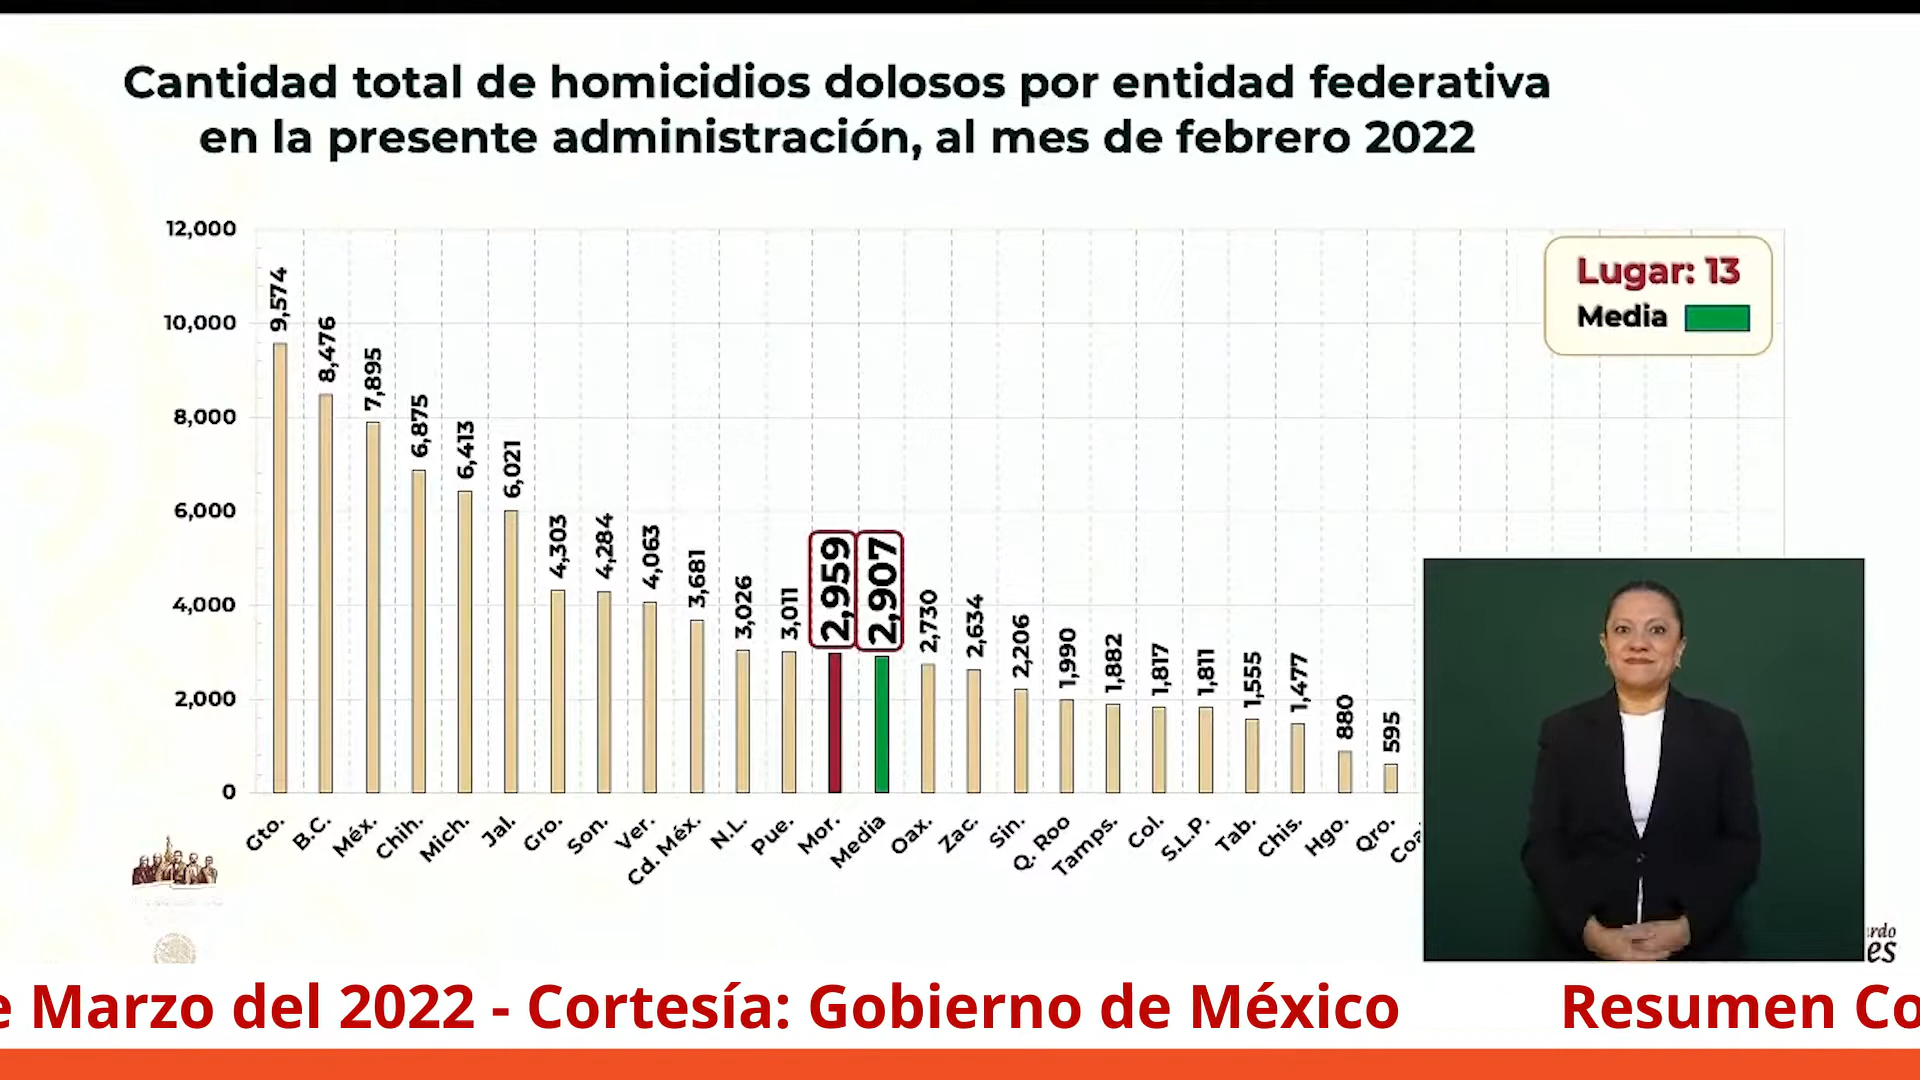 Cantidad total de homicidios dolosos por entidad federativa
en la presente administración, al mes de febrero 2022
12,000
10,000
8,000
6,000
4,000
2,000
0
9,574
8,476
7,895
6,875
6,413
6,021
4,303
4,284
4,063
3,681
3,026
3,011
2,959
2,907
2,730
2,634
2,206
1,990
1,882
1,817
1,811
1,555
1,477
880
595
Lugar: 13
Media
Gto.
B.C.
Méx.
Chih.
Mich.
Jal.
Gro.
Son.
Ver.
Cd. Méx.
N.L.
Pue.
Mor.
Media
Oax.
Zac.
Sin.
Q. Roo
Tamps.
Col.
S.L.P.
Tab.
Chis.
Hgo.
Qro.
Coa
rdo
es
e Marzo del 2022 - Cortesía: Gobierno de México
Resumen Co